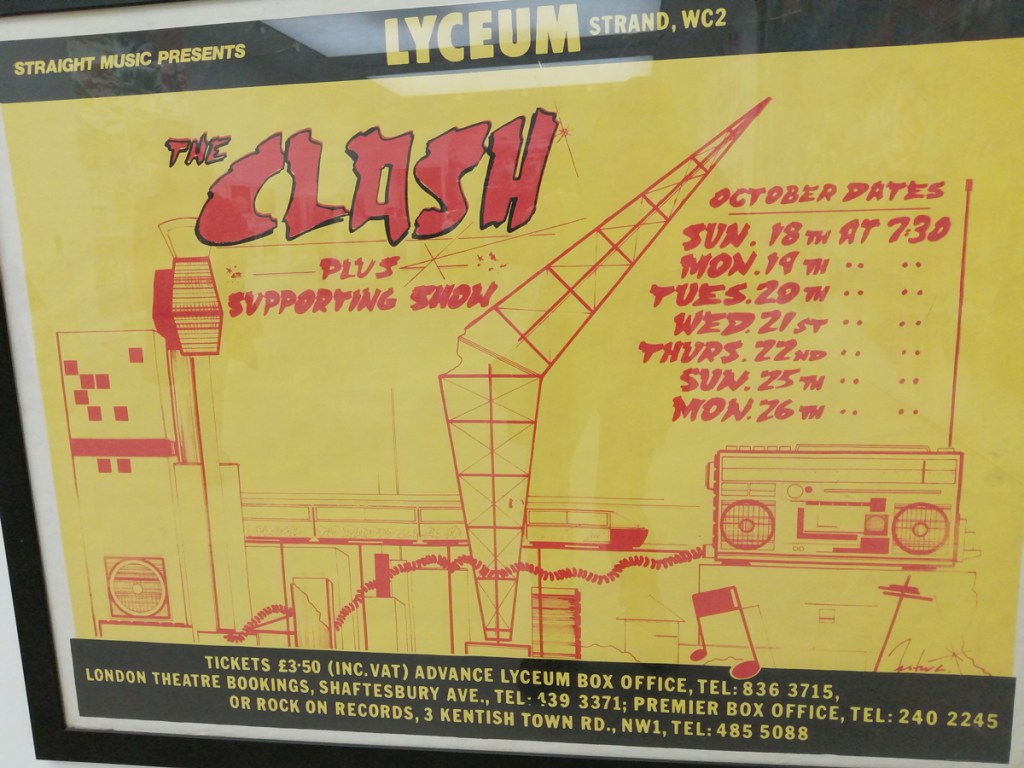 STRAIGHT MUSIC PRESENTS
LYCEUM STRAND, WC2
THE CLASH
PLUS
SUPPORTING SHOW
OCTOBER DATES
SUN. 18TH AT 7·30
MON. 19TH ·· ··
TUES. 20TH ·· ··
WED. 21ST ·· ··
THURS. 22ND ·· ··
SUN. 25TH ·· ··
MON. 26TH ·· ··
TICKETS £3·50 (INC. VAT) ADVANCE LYCEUM BOX OFFICE, TEL: 836 3715,
LONDON THEATRE BOOKINGS, SHAFTESBURY AVE., TEL: 439 3371; PREMIER BOX OFFICE, TEL: 240 2245
OR ROCK ON RECORDS, 3 KENTISH TOWN RD., NW1, TEL: 485 5088